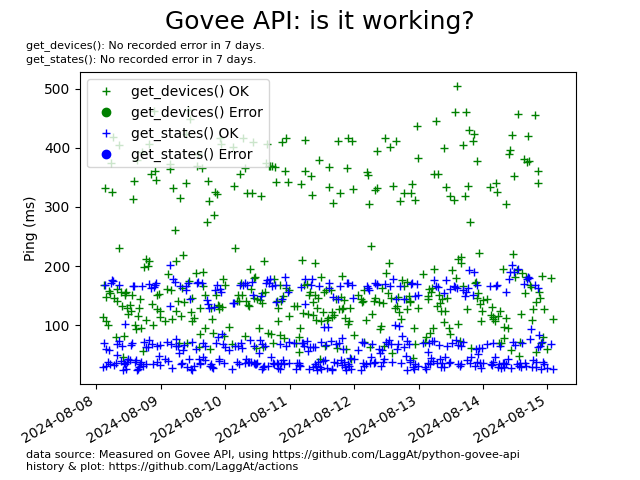 Govee API: is it working?
get_devices(): No recorded error in 7 days.
get_states(): No recorded error in 7 days.
500
400
300
200
100
Ping (ms)
get_devices() OK
get_devices() Error
get_states() OK
get_states() Error
2024-08-08
2024-08-09
2024-08-10
2024-08-11
2024-08-12
2024-08-13
2024-08-14
2024-08-15
data source: Measured on Govee API, using https://github.com/LaggAt/python-govee-api
history & plot: https://github.com/LaggAt/actions